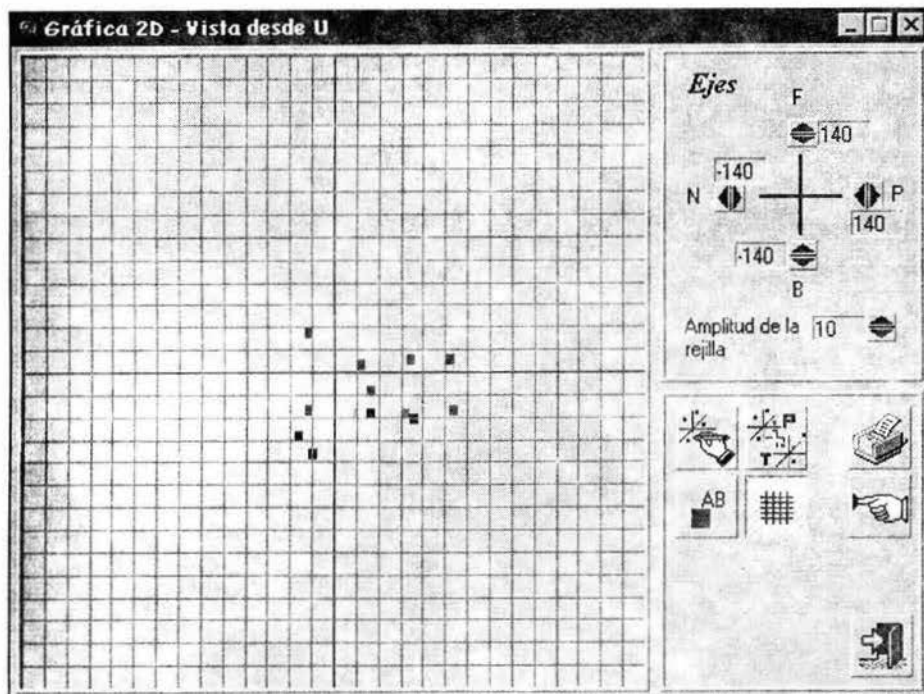 Gráfica 2D - Vista desde U
Ejes
F
140
-140
N
P
140
-140
B
Amplitud de la 10
rejilla
P
T
AB